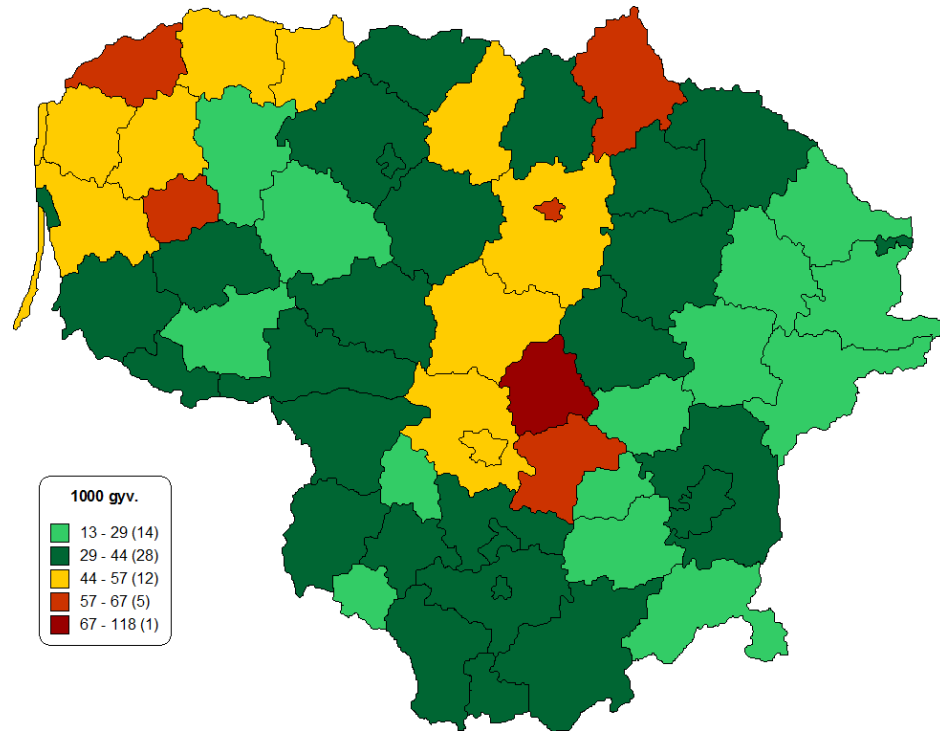 1000 gyv.
13 - 29 (14)
29 - 44 (28)
44 - 57 (12)
57 - 67 (5)
67 - 118 (1)